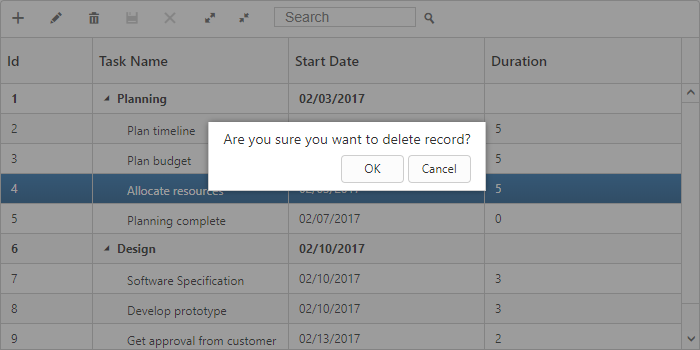 Search
Id Task Name Start Date Duration
1 Planning 02/03/2017
2 Plan timeline 5
3 Plan budget 5
Are you sure you want to delete record?
OK Cancel
4 Allocate resources 5
5 Planning complete 02/07/2017 0
6 Design 02/10/2017
7 Software Specification 02/10/2017 3
8 Develop prototype 02/10/2017 3
9 Get approval from customer 02/13/2017 2